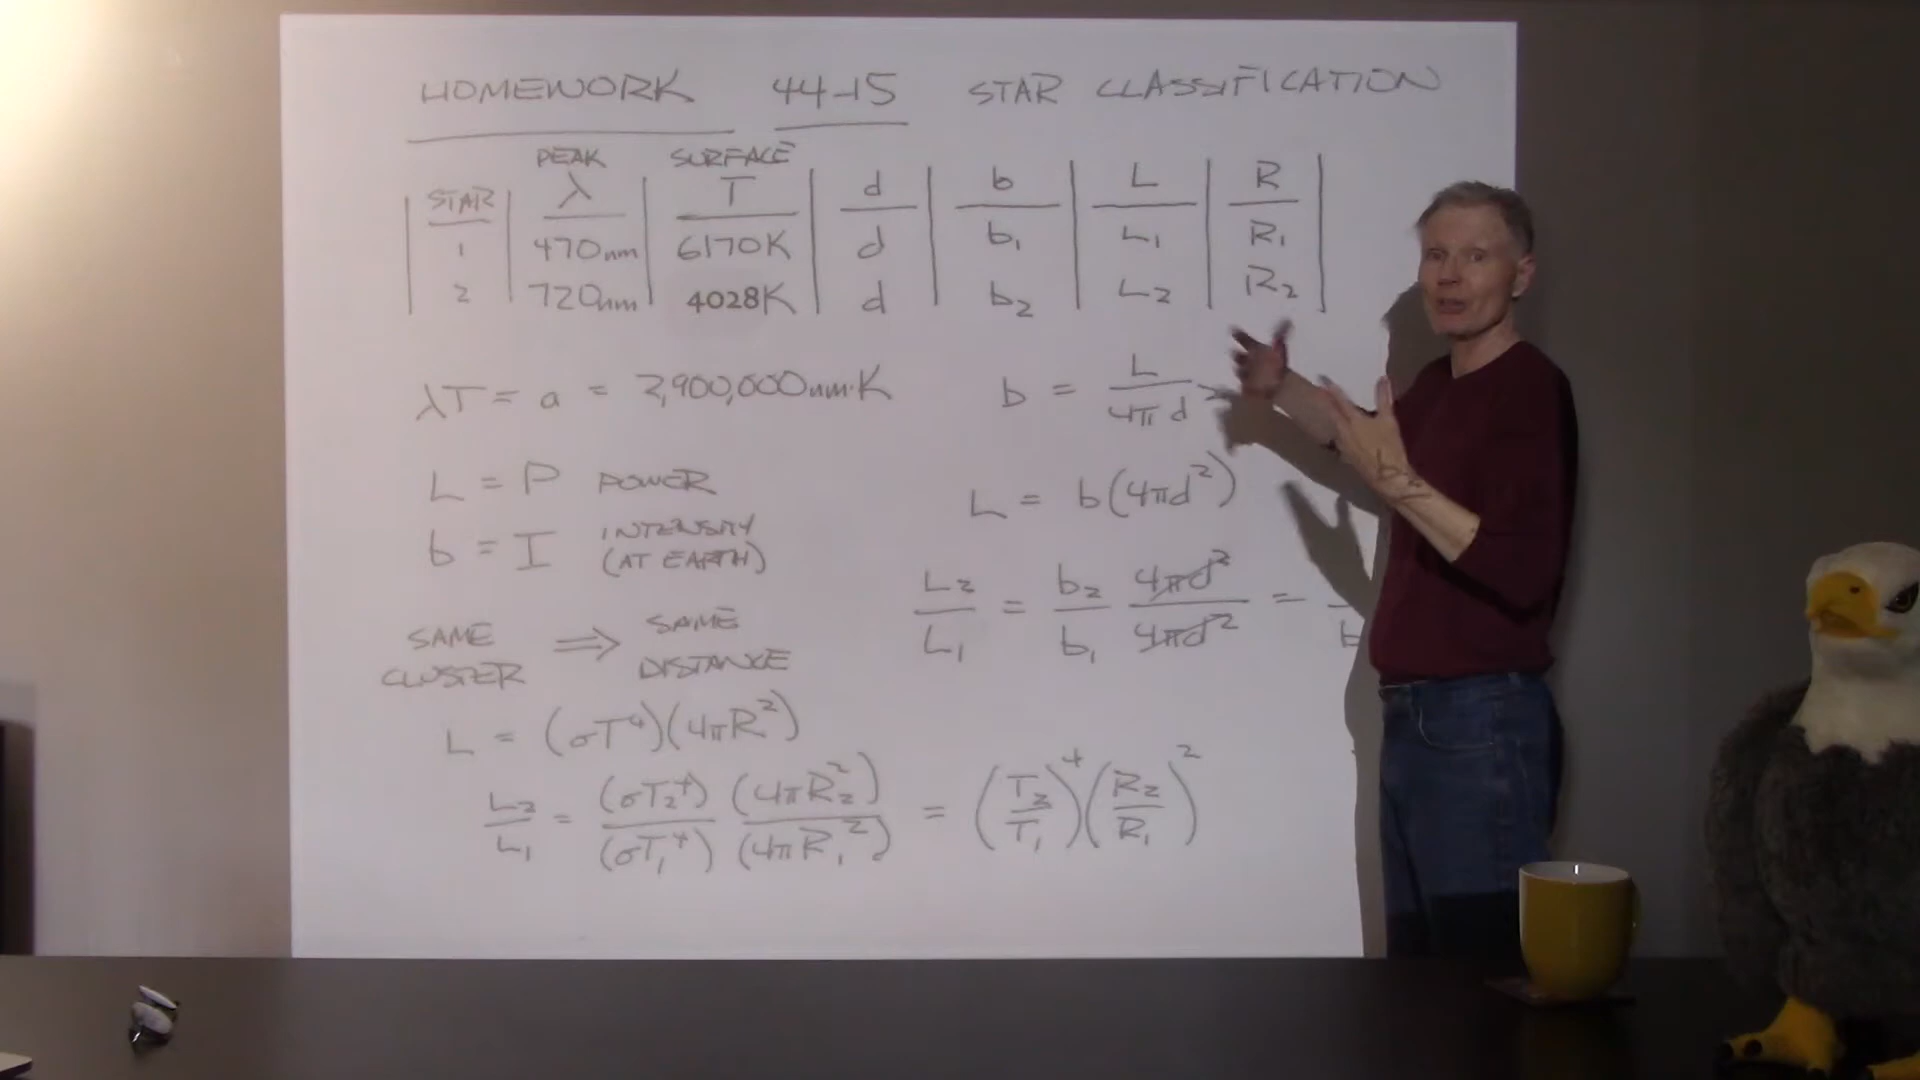 HOMEWORK 44-15 STAR CLASSIFICATION
PEAK SURFACE
STAR λ T d b L R
1 470nm 6170K d b₁ L₁ R₁
2 720nm 4028K d b₂ L₂ R₂
λT = a = 2,900,000nm·K
L = P POWER
b = I INTENSITY
(AT EARTH)
SAME CLUSTER ⇒ SAME DISTANCE
b = L / 4πd²
L = b(4πd²)
L₂/L₁ = b₂/b₁ 4πd²/4πd² =
L = (σT⁴)(4πR²)
L₂/L₁ = (σT₂⁴)/(σT₁⁴) (4πR₂²)/(4πR₁²) = (T₂/T₁)⁴(R₂/R₁)²